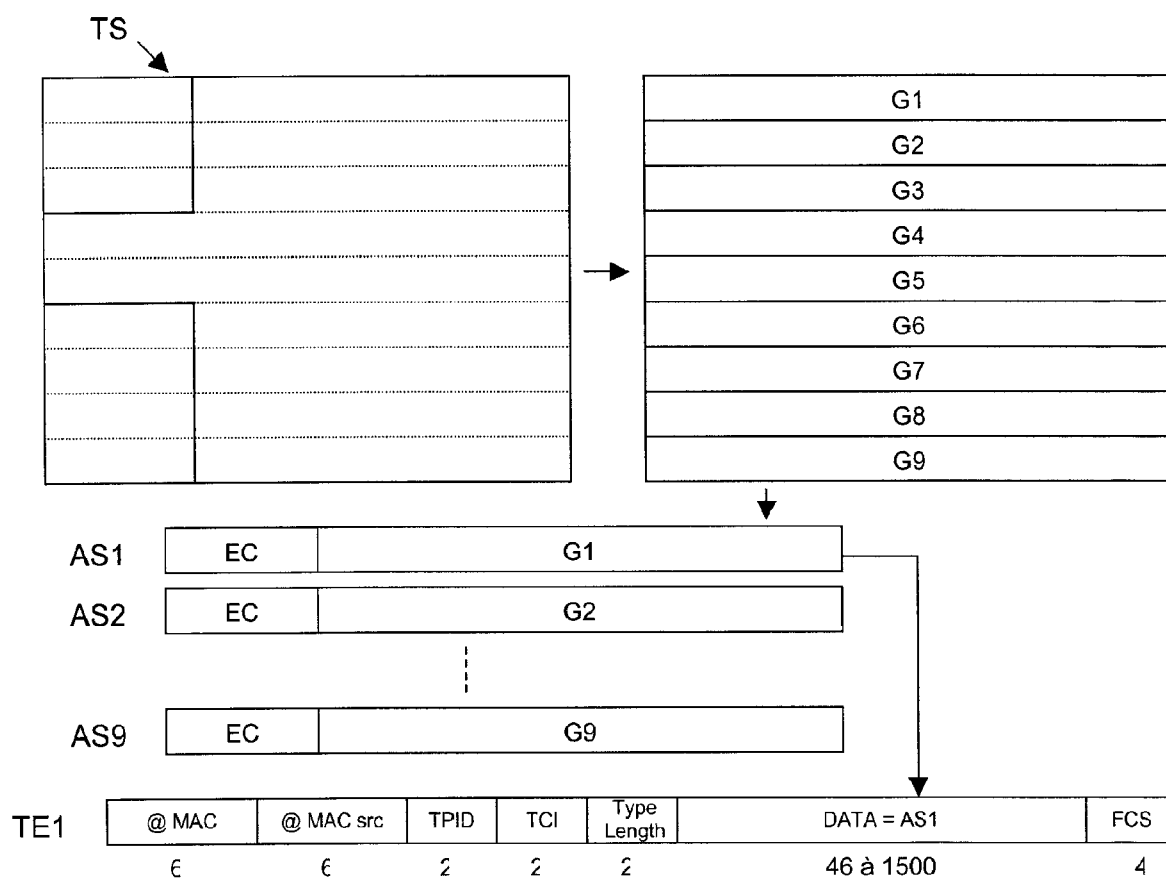 TS
G1
G2
G3
G4
G5
G6
G7
G8
G9
AS1 EC G1
AS2 EC G2
AS9 EC G9
TE1 @ MAC @ MAC src TPID TCI Type Length DATA = AS1 FCS
6 6 2 2 2 46 à 1500 4